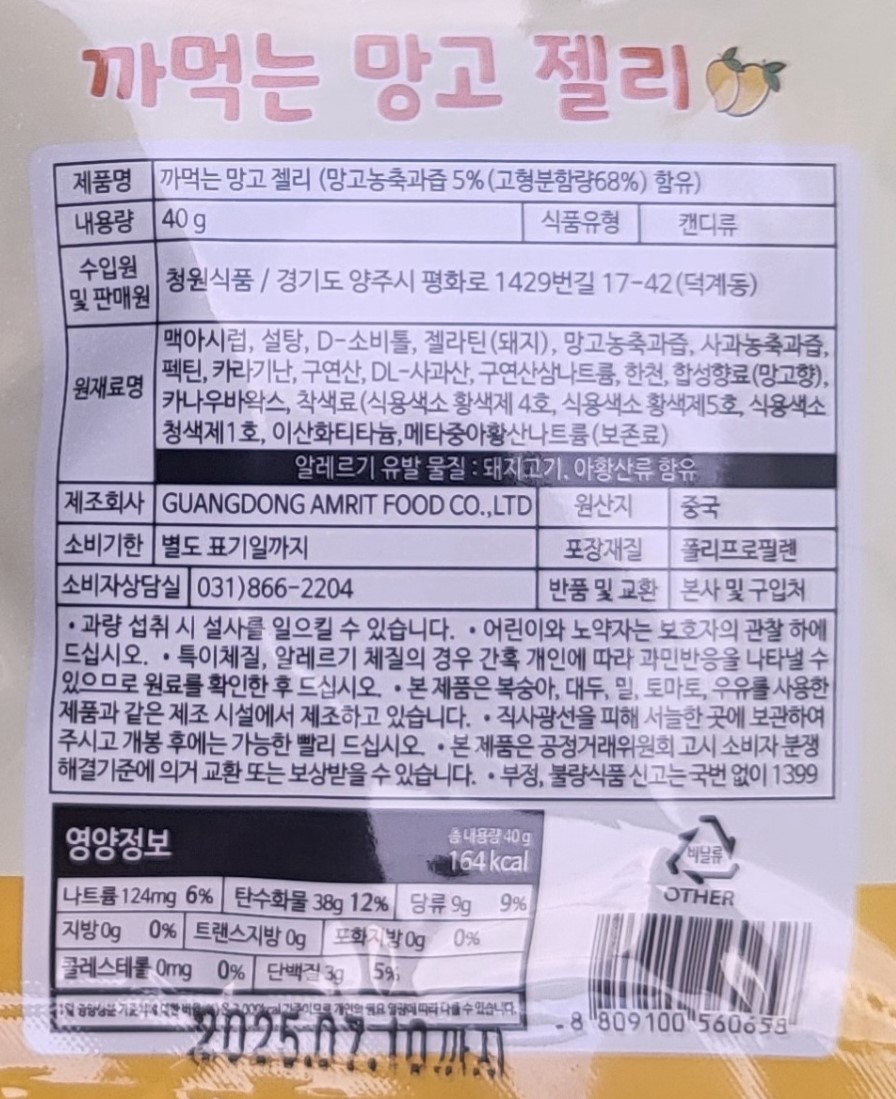 까먹는 망고 젤리
제품명 까먹는 망고 젤리 (망고농축과즙 5%(고형분함량68%) 함유)
내용량 40 g 식품유형 캔디류
수입원
및 판매원 청원식품 / 경기도 양주시 평화로 1429번길 17-42(덕계동)
원재료명 맥아시럽, 설탕, D-소비톨, 젤라틴(돼지), 망고농축과즙, 사과농축과즙,
펙틴, 카라기난, 구연산, DL-사과산, 구연산삼나트륨, 한천, 합성향료(망고향),
카나우바왁스, 착색료(식용색소 황색제 4호, 식용색소 황색제5호, 식용색소
청색제1호, 이산화티타늄,메타중아황산나트륨(보존료)
알레르기 유발 물질 : 돼지고기, 아황산류 함유
제조회사 GUANGDONG AMRIT FOOD CO.,LTD 원산지 중국
소비기한 별도 표기일까지 포장재질 폴리프로필렌
소비자상담실 031)866-2204 반품 및 교환 본사 및 구입처
• 과량 섭취 시 설사를 일으킬 수 있습니다. • 어린이와 노약자는 보호자의 관찰 하에
드십시오. • 특이체질, 알레르기 체질의 경우 간혹 개인에 따라 과민반응을 나타낼 수
있으므로 원료를 확인한 후 드십시오. • 본 제품은 복숭아, 대두, 밀, 토마토, 우유를 사용한
제품과 같은 제조 시설에서 제조하고 있습니다. • 직사광선을 피해 서늘한 곳에 보관하여
주시고 개봉 후에는 가능한 빨리 드십시오. • 본 제품은 공정거래위원회 고시 소비자 분쟁
해결기준에 의거 교환 또는 보상받을 수 있습니다. • 부정, 불량식품 신고는 국번 없이 1399
영양정보 총 내용량 40 g
164 kcal
나트륨 124mg 6% 탄수화물 38g 12% 당류 9g 9%
지방 0g 0% 트랜스지방 0g 포화지방 0g 0%
콜레스테롤 0mg 0% 단백질 3g 5%
1일 영양성분 기준치에 대한 비율(%)은 2,000kcal 기준이므로 개인의 필요 열량에 따라 다를 수 있습니다.
2025.07.10 까지
비닐류
OTHER
8 809100 560658